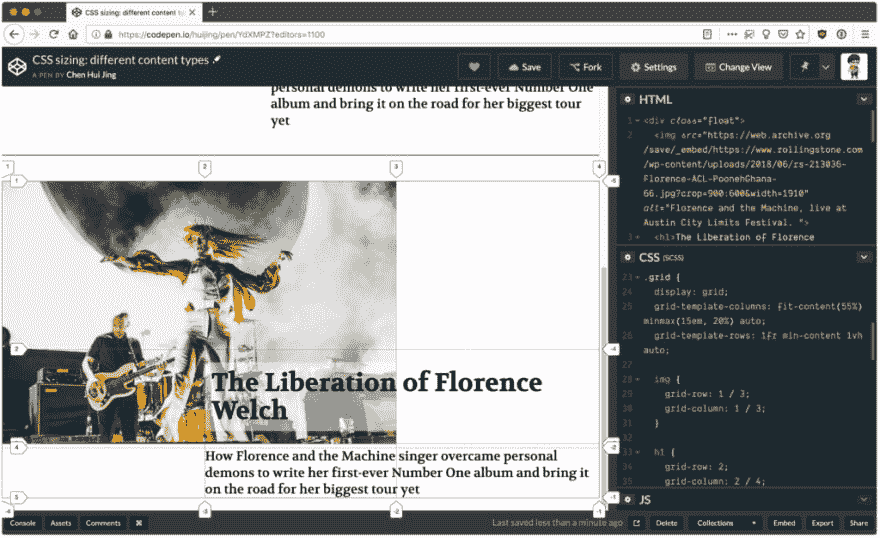 CSS sizing: different content typ
https://codepen.io/huijing/pen/YdXMPZ?editors=1100
CSS sizing: different content types
A PEN BY Chen Hui Jing
Save
Fork
Settings
Change View
personal demons to write her first-ever Number One
album and bring it on the road for her biggest tour
yet
1 2 3 4
1 -5
2 -4
The Liberation of Florence
Welch
4 -2
How Florence and the Machine singer overcame personal
demons to write her first-ever Number One album and bring it
on the road for her biggest tour yet
5 -1
-4 -3 -2 -1
HTML
1 <div class="float">
2 <img src="https://web.archive.org
/save/_embed/https://www.rollingstone.com
/wp-content/uploads/2018/06/rs-213036-
Florence-ACL-PoonehGhana-
66.jpg?crop=900:600&width=1910"
alt="Florence and the Machine, live at
Austin City Limits Festival. ">
3 <h1>The Liberation of Florence
CSS (SCSS)
23 .grid {
24 display: grid;
25 grid-template-columns: fit-content(55%)
minmax(15em, 20%) auto;
26 grid-template-rows: 1fr min-content 1vh
auto;
27
28 img {
29 grid-row: 1 / 3;
30 grid-column: 1 / 3;
31 }
32
33 h1 {
34 grid-row: 2;
35 grid-column: 2 / 4;
JS
Console Assets Comments ⌘
Last saved less than a minute ago
Delete Collections Embed Export Share